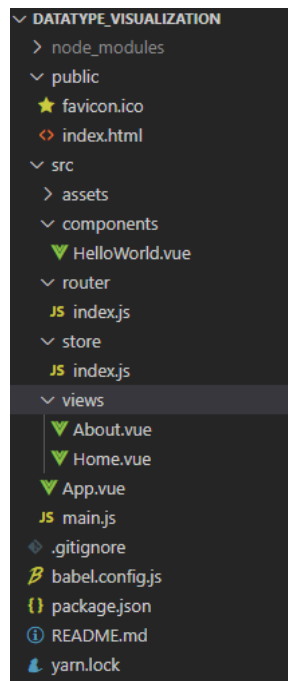 DATATYPE_VISUALIZATION
node_modules
public
favicon.ico
index.html
src
assets
components
HelloWorld.vue
router
JS index.js
store
JS index.js
views
About.vue
Home.vue
App.vue
JS main.js
.gitignore
babel.config.js
{} package.json
README.md
yarn.lock